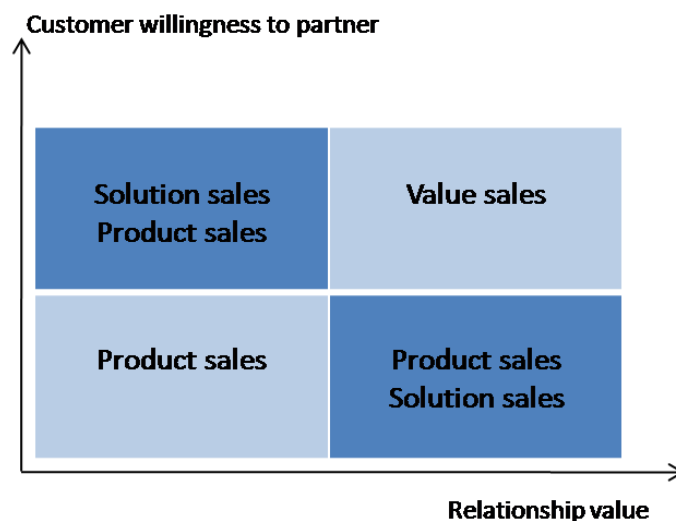 Customer willingness to partner
Solution sales
Product sales
Value sales
Product sales
Product sales
Solution sales
Relationship value